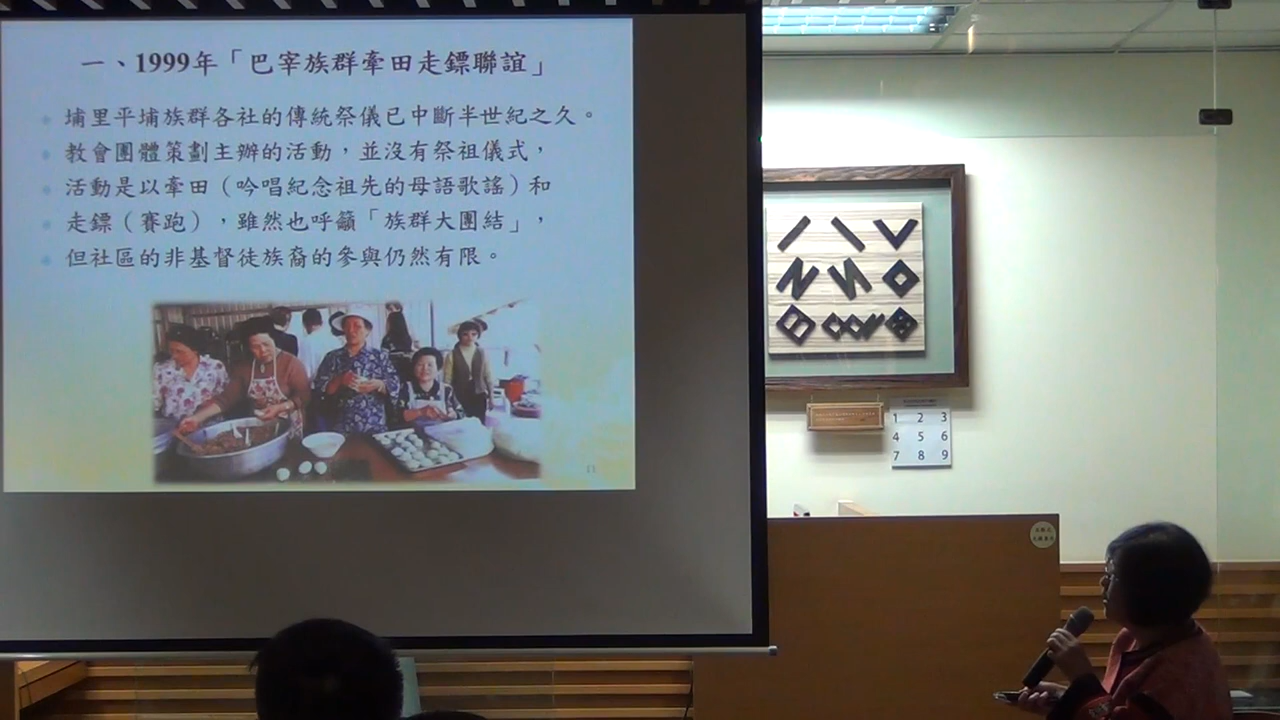 一、1999年「巴宰族群牽田走鏢聯誼」
埔里平埔族群各社的傳統祭儀已中斷半世紀之久。
教會團體策劃主辦的活動，並沒有祭祖儀式，
活動是以牽田（吟唱紀念祖先的母語歌謠）和
走鏢（賽跑），雖然也呼籲「族群大團結」，
但社區的非基督徒族裔的參與仍然有限。
11
1 2 3
4 5 6
7 8 9